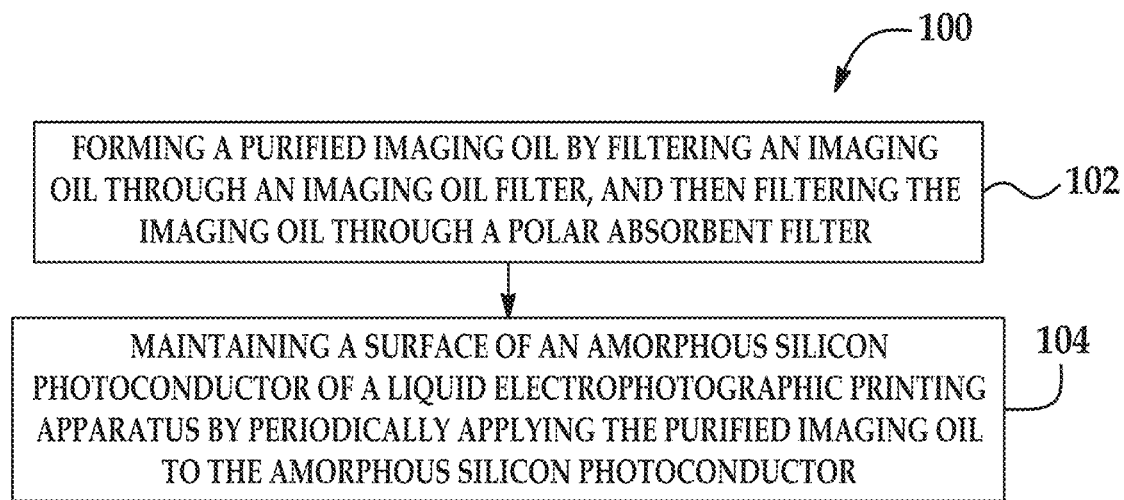 100
FORMING A PURIFIED IMAGING OIL BY FILTERING AN IMAGING
OIL THROUGH AN IMAGING OIL FILTER, AND THEN FILTERING THE
IMAGING OIL THROUGH A POLAR ABSORBENT FILTER
102
MAINTAINING A SURFACE OF AN AMORPHOUS SILICON
PHOTOCONDUCTOR OF A LIQUID ELECTROPHOTOGRAPHIC PRINTING
APPARATUS BY PERIODICALLY APPLYING THE PURIFIED IMAGING OIL
TO THE AMORPHOUS SILICON PHOTOCONDUCTOR
104